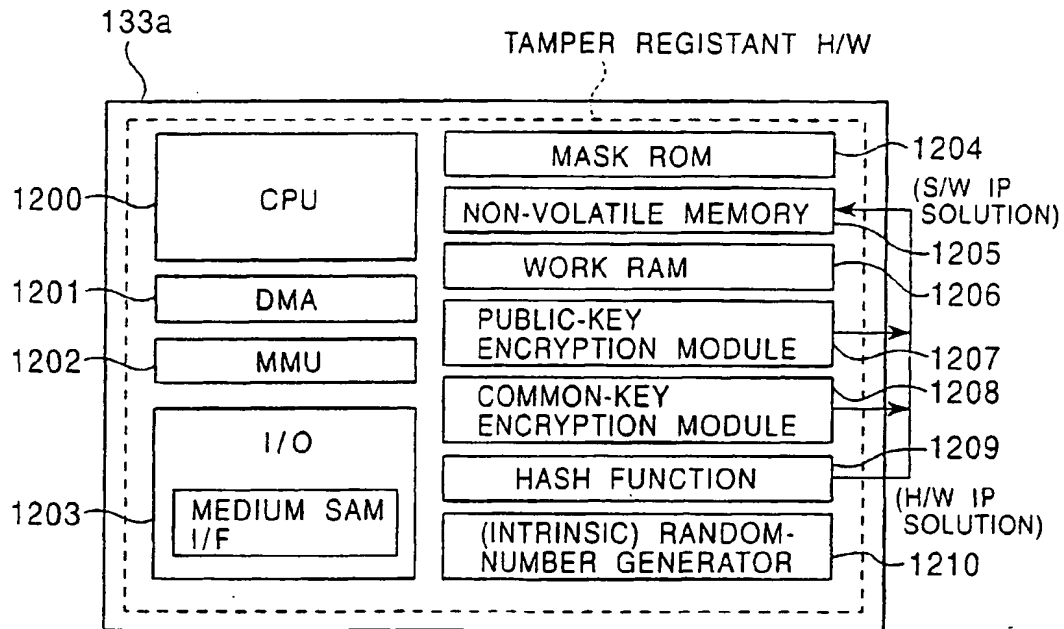 133a
TAMPER REGISTANT H/W
1200
CPU
1201
DMA
1202
MMU
1203
I/O
MEDIUM SAM
I/F
MASK ROM
1204
NON-VOLATILE MEMORY
(S/W IP
SOLUTION)
1205
WORK RAM
1206
PUBLIC-KEY
ENCRYPTION MODULE
1207
COMMON-KEY
ENCRYPTION MODULE
1208
HASH FUNCTION
1209
(H/W IP
SOLUTION)
(INTRINSIC) RANDOM-
NUMBER GENERATOR
1210